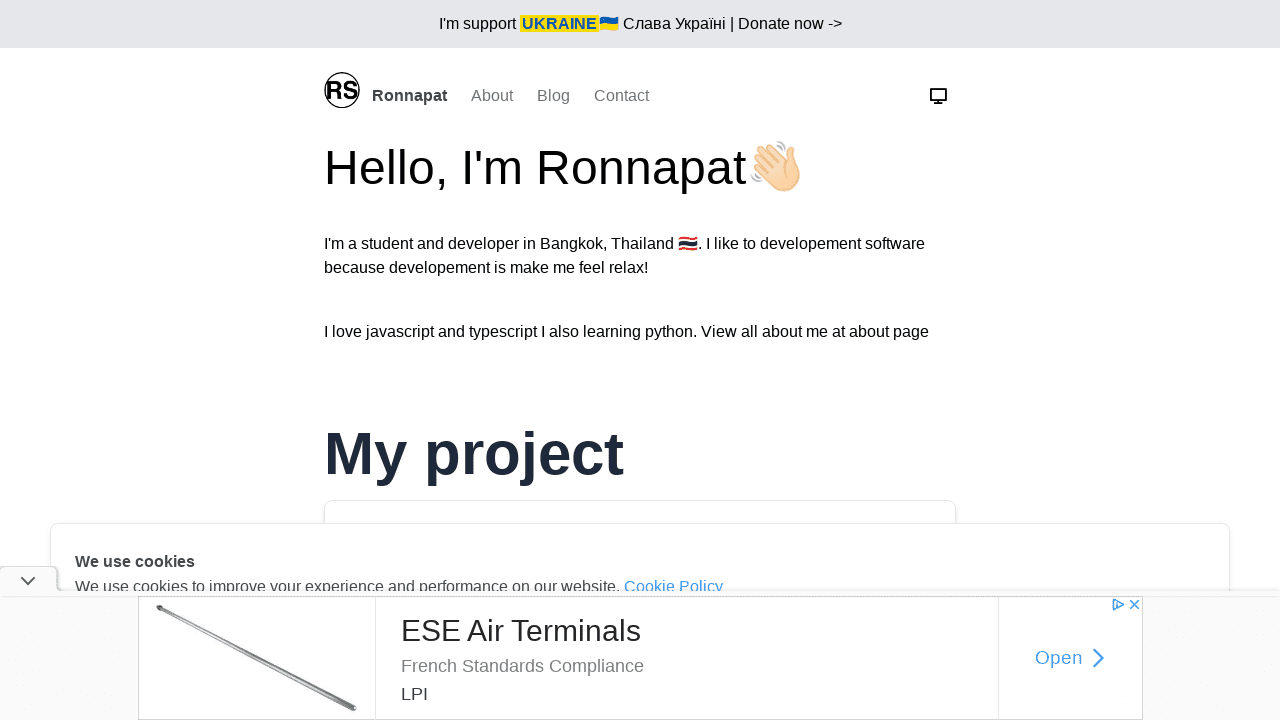 I'm support UKRAINE🇺🇦 Слава Україні | Donate now ->
RS Ronnapat About Blog Contact
Hello, I'm Ronnapat👋🏻
I'm a student and developer in Bangkok, Thailand 🇹🇭. I like to developement software
because developement is make me feel relax!
I love javascript and typescript I also learning python. View all about me at about page
My project
We use cookies
We use cookies to improve your experience and performance on our website. Cookie Policy
ESE Air Terminals
French Standards Compliance
LPI
Open